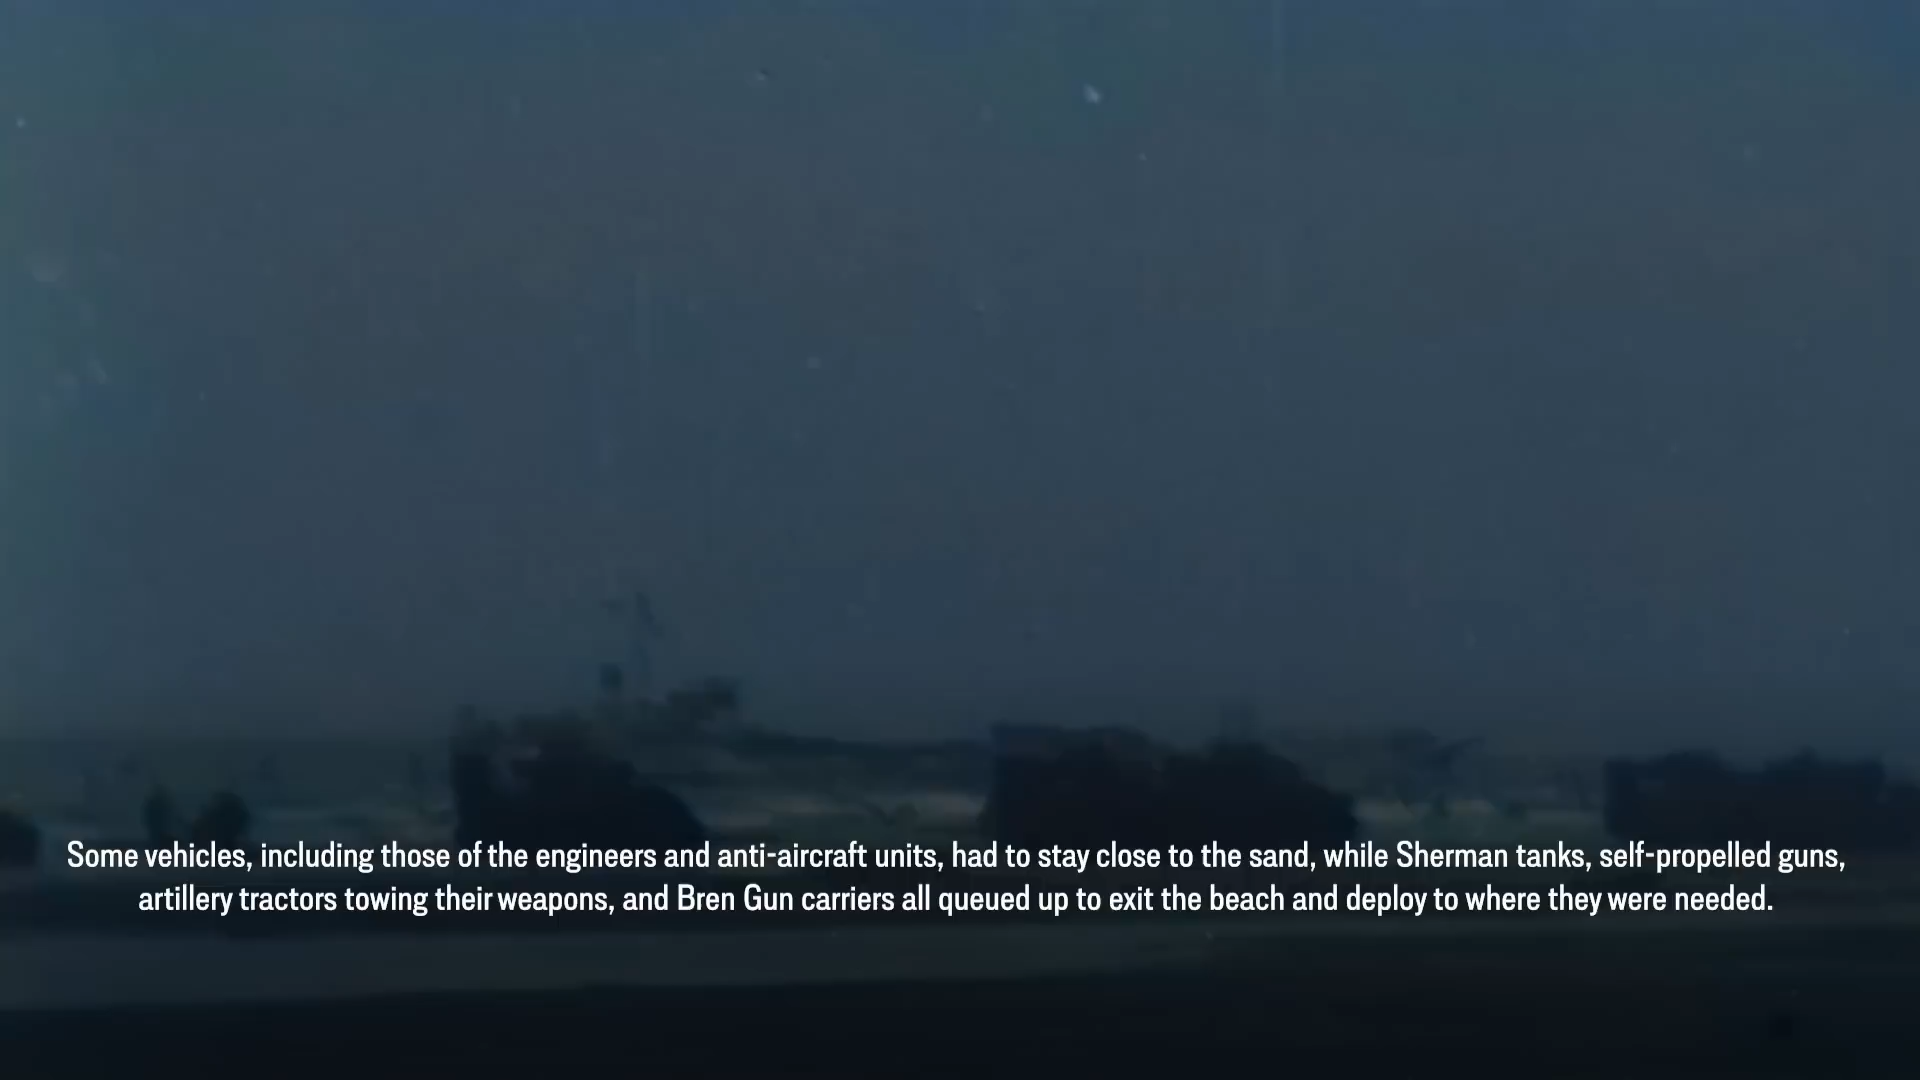 Some vehicles, including those of the engineers and anti-aircraft units, had to stay close to the sand, while Sherman tanks, self-propelled guns,
artillery tractors towing their weapons, and Bren Gun carriers all queued up to exit the beach and deploy to where they were needed.